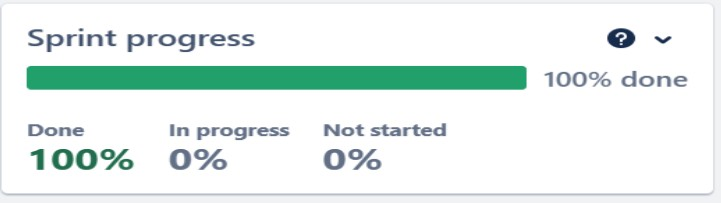 Sprint progress
100% done
Done In progress Not started
100% 0% 0%